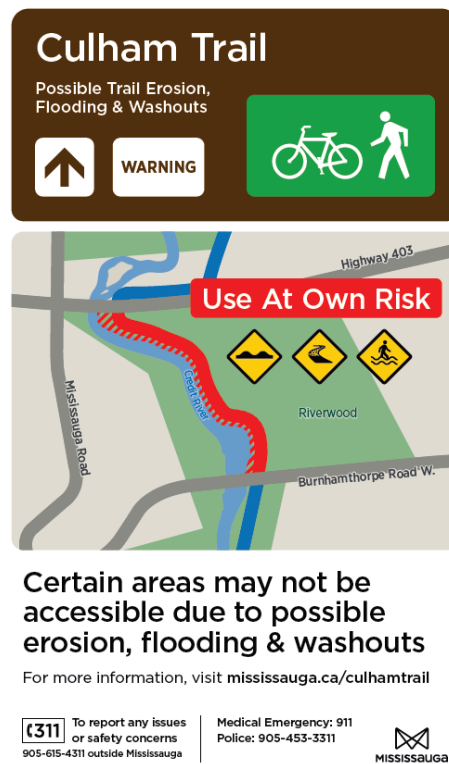 Culham Trail
Possible Trail Erosion,
Flooding & Washouts
WARNING
Highway 403
Use At Own Risk
Credit River
Mississauga Road
Riverwood
Burnhamthorpe Road W.
Certain areas may not be
accessible due to possible
erosion, flooding & washouts
For more information, visit mississauga.ca/culhamtrail
311
To report any issues
or safety concerns
905-615-4311 outside Mississauga
Medical Emergency: 911
Police: 905-453-3311
MISSISSAUGA